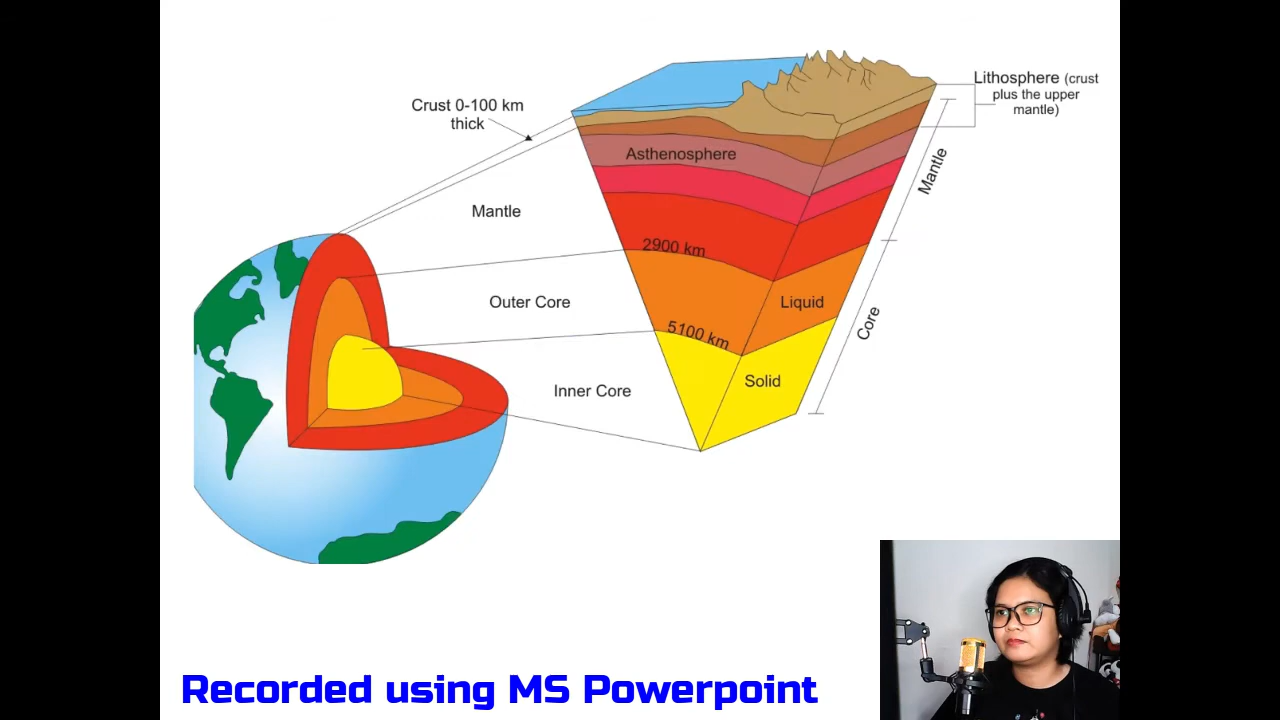 Crust 0-100 km
thick
Lithosphere (crust
plus the upper
mantle)
Asthenosphere
Mantle
Mantle
2900 km
Outer Core
Liquid
Core
5100 km
Inner Core
Solid
Recorded using MS Powerpoint